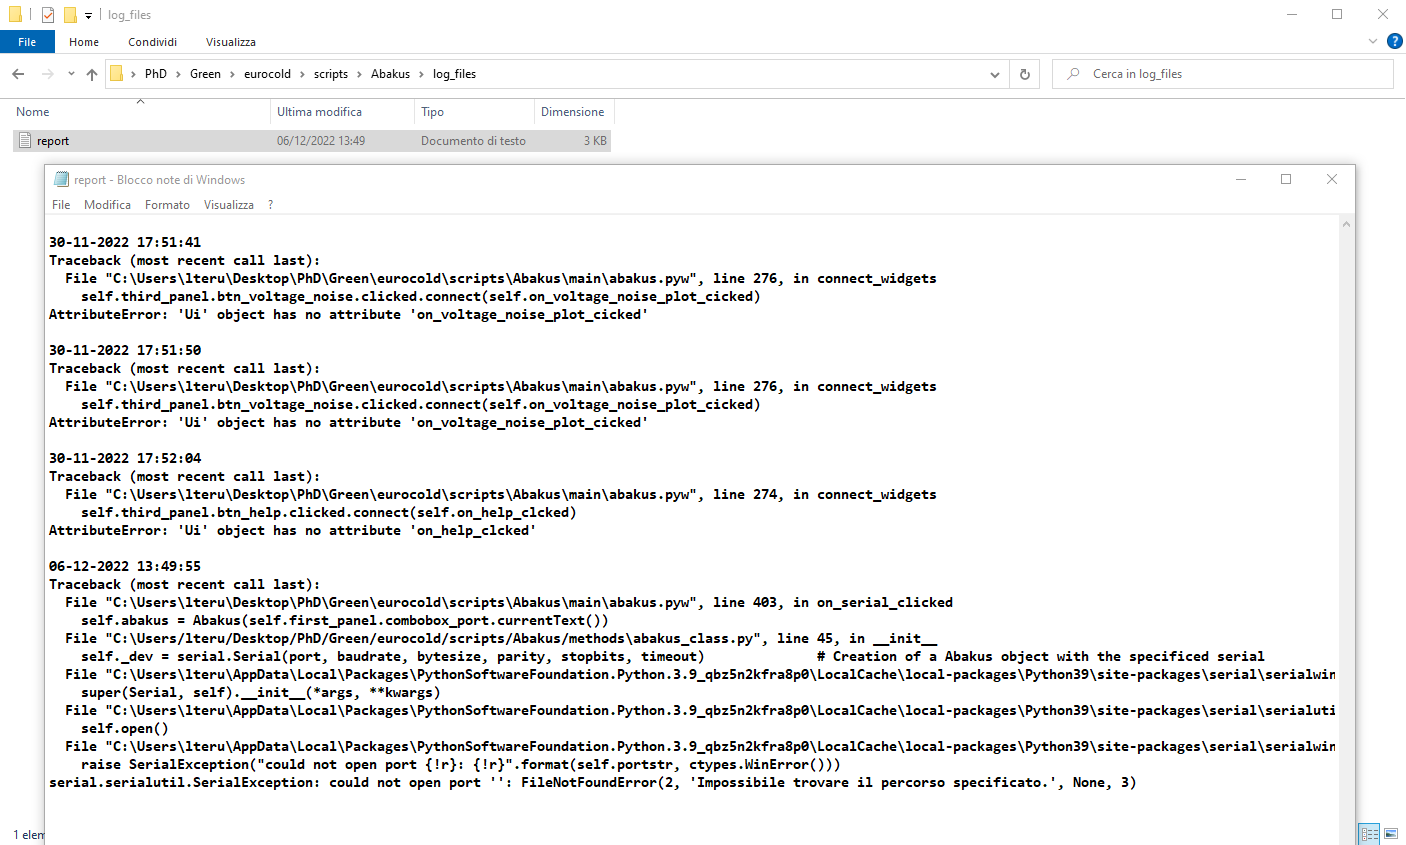 log_files
File Home Condividi Visualizza
PhD Green eurocold scripts Abakus log_files
Cerca in log_files
Nome Ultima modifica Tipo Dimensione
report 06/12/2022 13:49 Documento di testo 3 KB
report - Blocco note di Windows
File Modifica Formato Visualizza ?
30-11-2022 17:51:41
Traceback (most recent call last):
File "C:\Users\lteru\Desktop\PhD\Green\eurocold\scripts\Abakus\main\abakus.pyw", line 276, in connect_widgets
self.third_panel.btn_voltage_noise.clicked.connect(self.on_voltage_noise_plot_cicked)
AttributeError: 'Ui' object has no attribute 'on_voltage_noise_plot_cicked'
30-11-2022 17:51:50
Traceback (most recent call last):
File "C:\Users\lteru\Desktop\PhD\Green\eurocold\scripts\Abakus\main\abakus.pyw", line 276, in connect_widgets
self.third_panel.btn_voltage_noise.clicked.connect(self.on_voltage_noise_plot_cicked)
AttributeError: 'Ui' object has no attribute 'on_voltage_noise_plot_cicked'
30-11-2022 17:52:04
Traceback (most recent call last):
File "C:\Users\lteru\Desktop\PhD\Green\eurocold\scripts\Abakus\main\abakus.pyw", line 274, in connect_widgets
self.third_panel.btn_help.clicked.connect(self.on_help_clcked)
AttributeError: 'Ui' object has no attribute 'on_help_clcked'
06-12-2022 13:49:55
Traceback (most recent call last):
File "C:\Users\lteru\Desktop\PhD\Green\eurocold\scripts\Abakus\main\abakus.pyw", line 403, in on_serial_clicked
self.abakus = Abakus(self.first_panel.combobox_port.currentText())
File "C:/Users/lteru/Desktop/PhD/Green/eurocold/scripts/Abakus/methods\abakus_class.py", line 45, in __init__
self._dev = serial.Serial(port, baudrate, bytesize, parity, stopbits, timeout) # Creation of a Abakus object with the specificed serial
File "C:\Users\lteru\AppData\Local\Packages\PythonSoftwareFoundation.Python.3.9_qbz5n2kfra8p0\LocalCache\local-packages\Python39\site-packages\serial\serialwin
super(Serial, self).__init__(*args, **kwargs)
File "C:\Users\lteru\AppData\Local\Packages\PythonSoftwareFoundation.Python.3.9_qbz5n2kfra8p0\LocalCache\local-packages\Python39\site-packages\serial\serialuti
self.open()
File "C:\Users\lteru\AppData\Local\Packages\PythonSoftwareFoundation.Python.3.9_qbz5n2kfra8p0\LocalCache\local-packages\Python39\site-packages\serial\serialwin
raise SerialException("could not open port {!r}: {!r}".format(self.portstr, ctypes.WinError()))
serial.serialutil.SerialException: could not open port '': FileNotFoundError(2, 'Impossibile trovare il percorso specificato.', None, 3)
1 elem